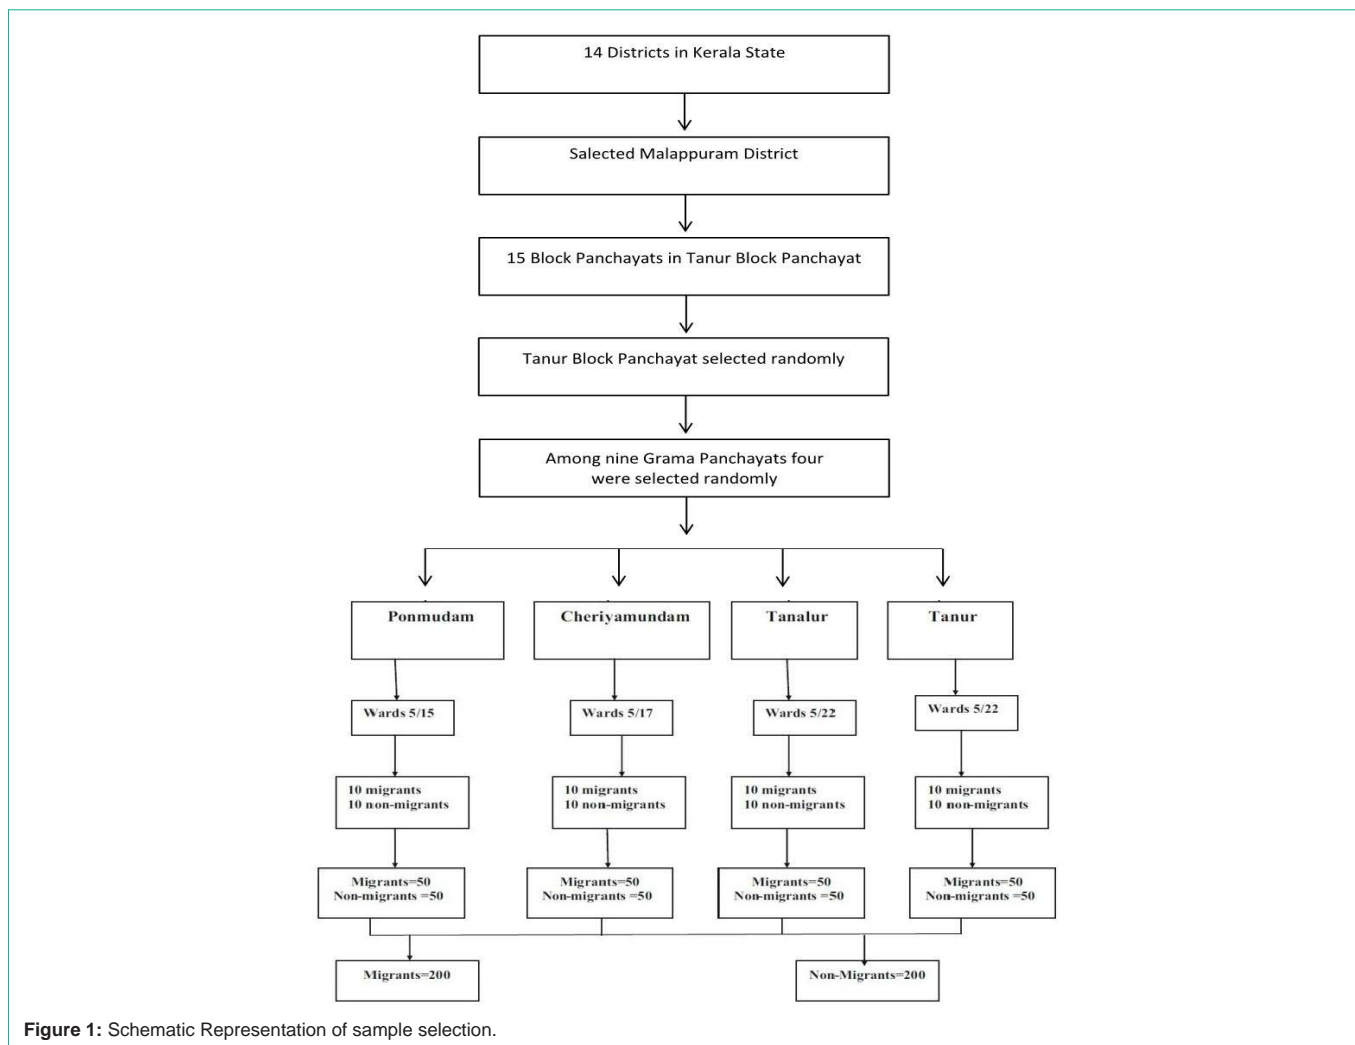 14 Districts in Kerala State
Salected Malappuram District
15 Block Panchayats in Tanur Block Panchayat
Tanur Block Panchayat selected randomly
Among nine Grama Panchayats four
were selected randomly
Ponmudam
Cheriyamundam
Tanalur
Tanur
Wards 5/15
Wards 5/17
Wards 5/22
Wards 5/22
10 migrants
10 non-migrants
10 migrants
10 non-migrants
10 migrants
10 non-migrants
10 migrants
10 non-migrants
Migrants=50
Non-migrants =50
Migrants=50
Non-migrants =50
Migrants=50
Non-migrants =50
Migrants=50
Non-migrants =50
Migrants=200
Non-Migrants=200
Figure 1: Schematic Representation of sample selection.